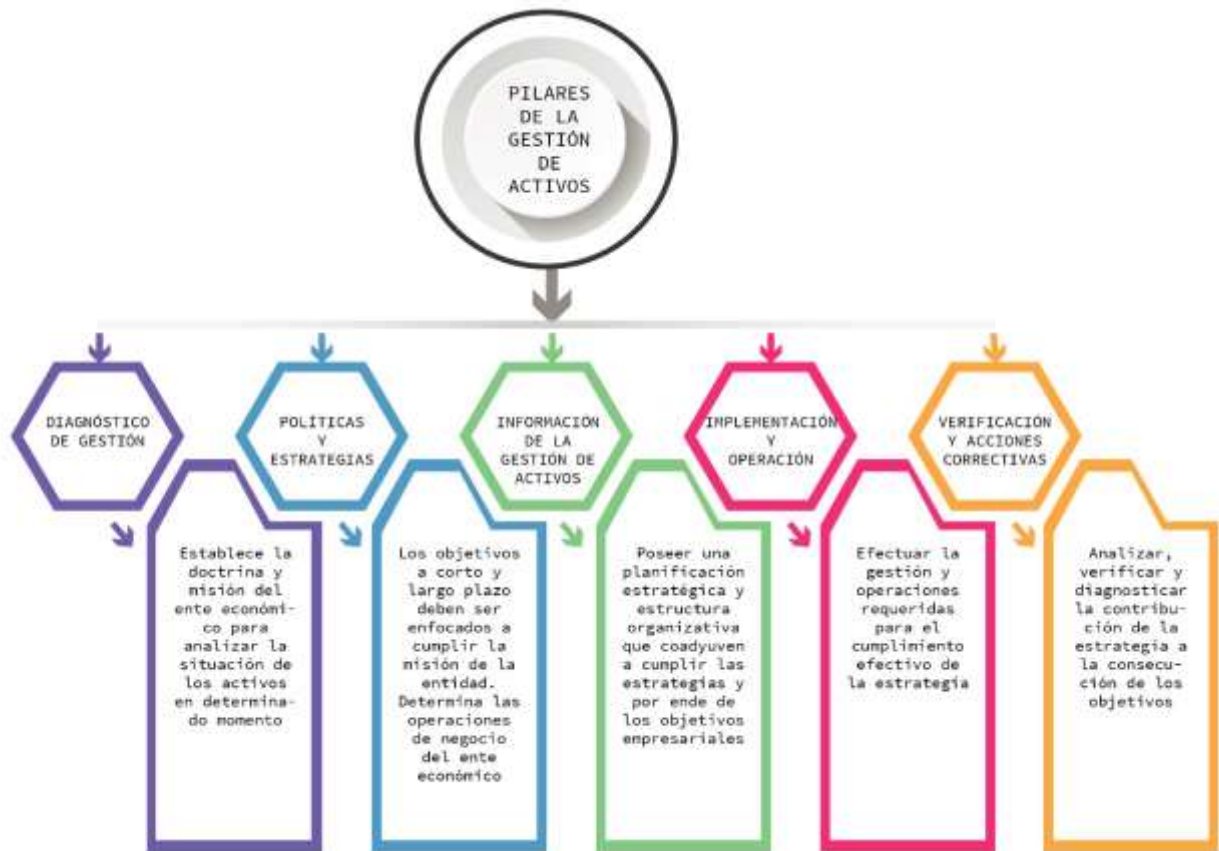 PILARES
DE LA
GESTIÓN
DE
ACTIVOS
DIAGNÓSTICO
DE GESTIÓN
Establece la
doctrina y
misión del
ente económi-
co para
analizar la
situación de
los activos
en determina-
do momento
POLÍTICAS
Y
ESTRATEGIAS
Los objetivos
a corto y
largo plazo
deben ser
enfocados a
cumplir la
misión de la
entidad.
Determina las
operaciones
de negocio
del ente
económico
INFORMACIÓN
DE LA
GESTIÓN DE
ACTIVOS
Poseer una
planificación
estratégica y
estructura
organizativa
que coadyuven
a cumplir las
estrategias y
por ende de
los objetivos
empresariales
IMPLEMENTACIÓN
Y
OPERACIÓN
Efectuar la
gestión y
operaciones
requeridas
para el
cumplimiento
efectivo de
la estrategia
VERIFICACIÓN
Y ACCIONES
CORRECTIVAS
Analizar,
verificar y
diagnosticar
la contribu-
ción de la
estrategia a
la consecu-
ción de los
objetivos